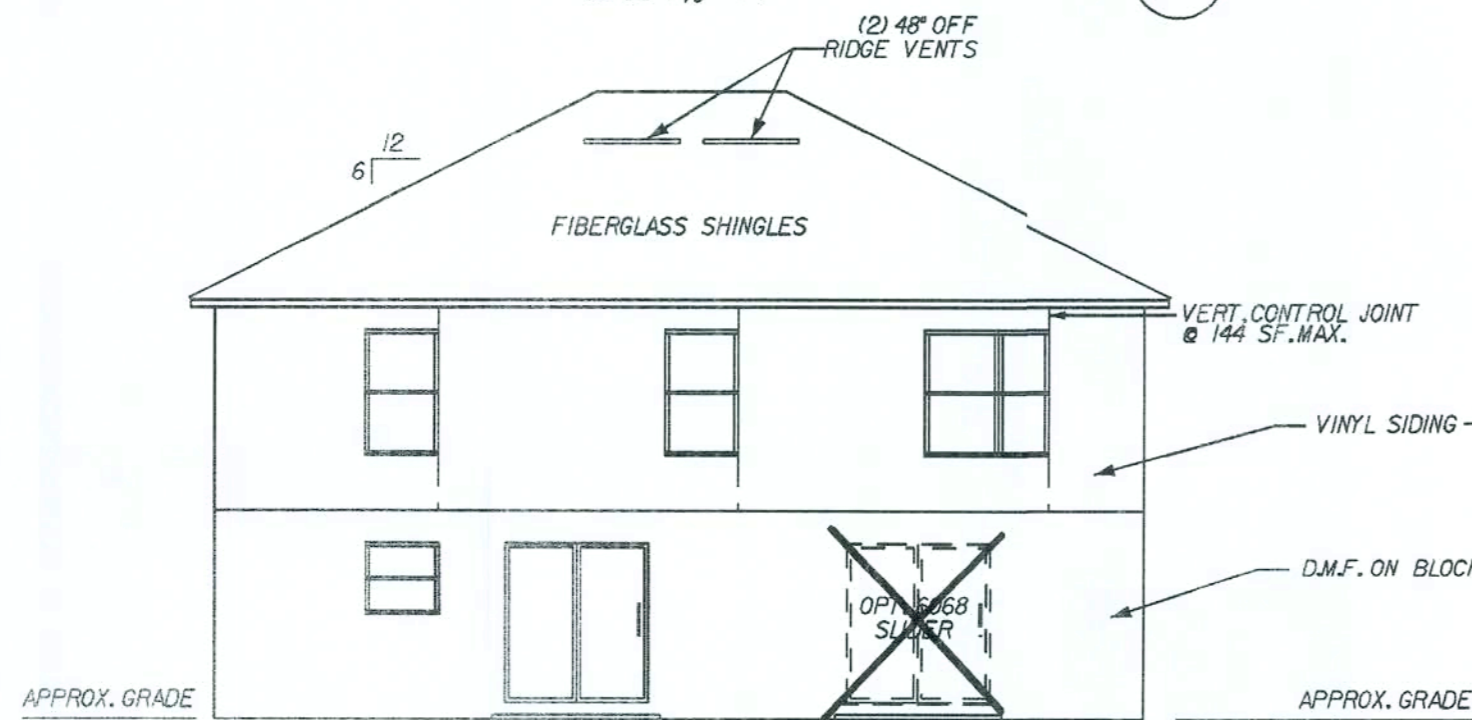 (2) 48" OFF
RIDGE VENTS
12
6
FIBERGLASS SHINGLES
VERT. CONTROL JOINT
@ 144 SF. MAX.
VINYL SIDING -
D.M.F. ON BLOC
OPT. 6068
SLIDER
APPROX. GRADE
APPROX. GRADE